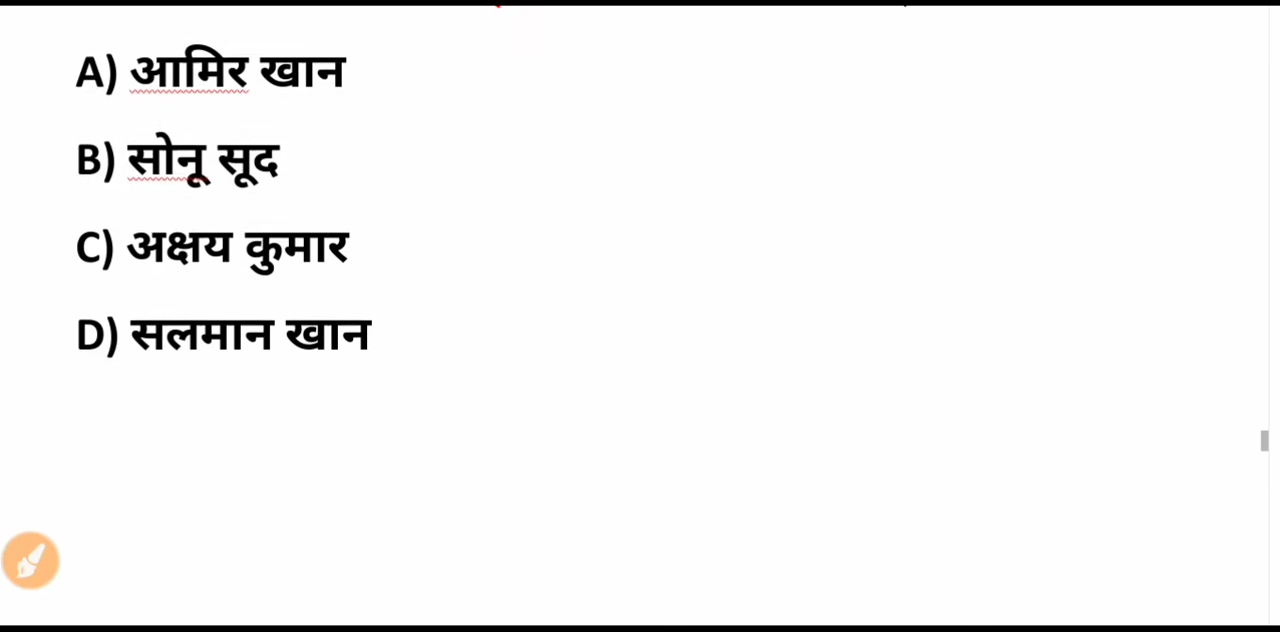 A) आमिर खान
B) सोनू सूद
C) अक्षय कुमार
D) सलमान खान